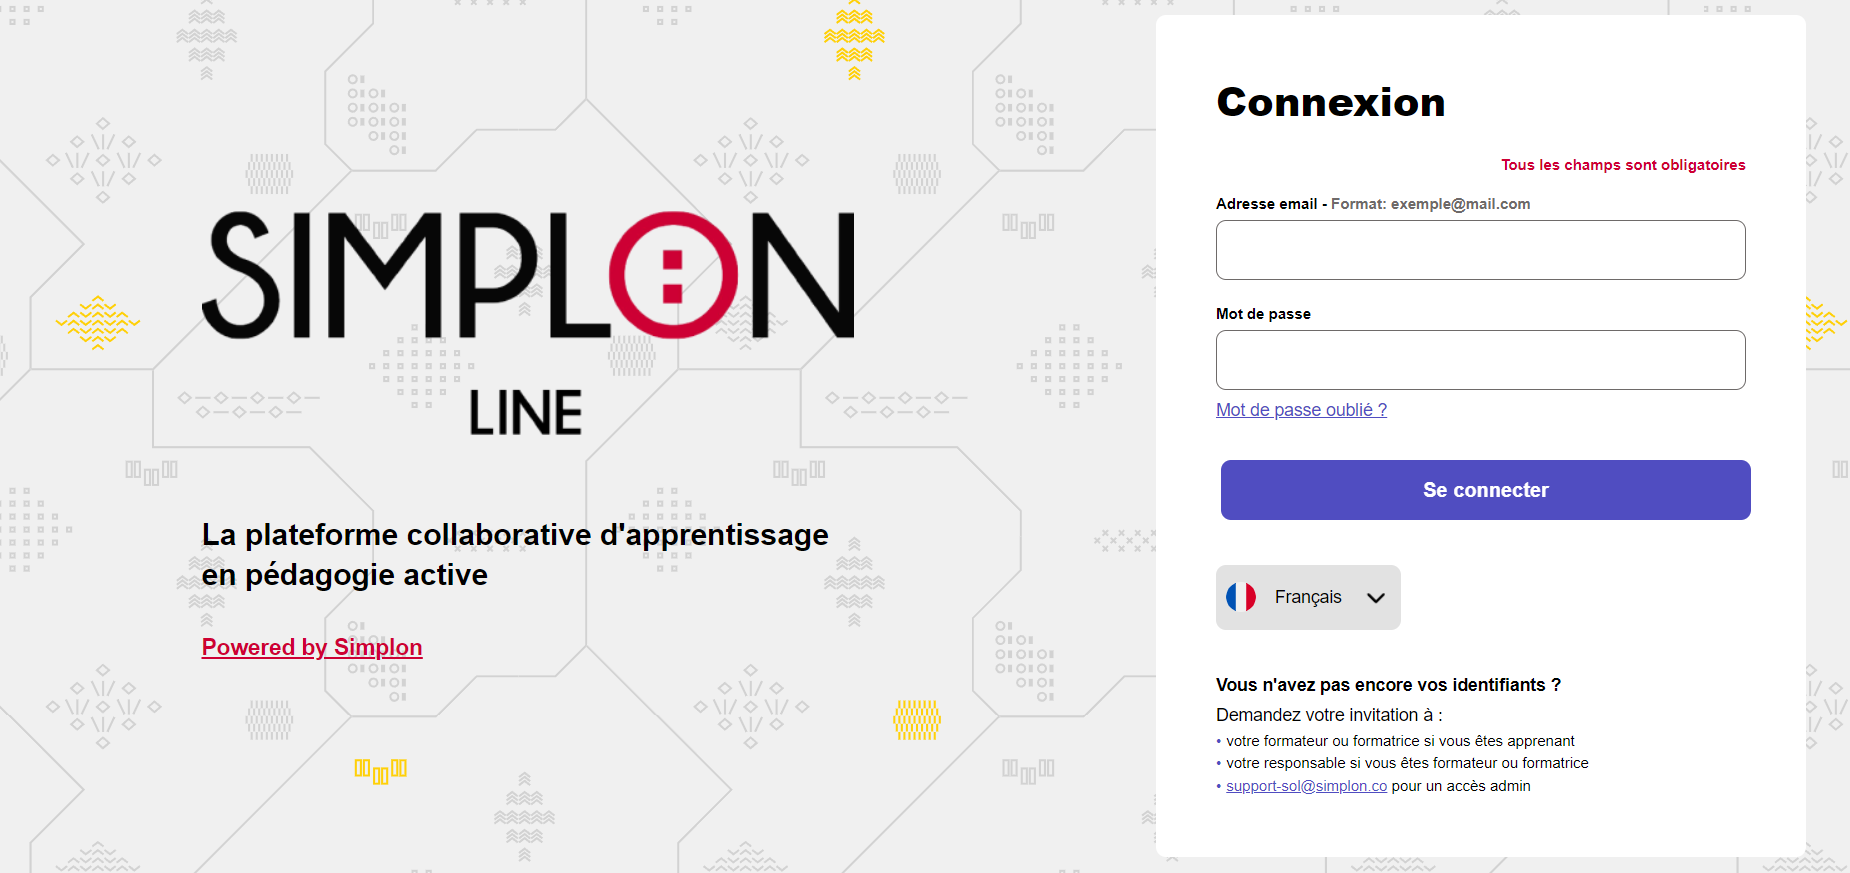 SIMPLON
LINE
La plateforme collaborative d'apprentissage
en pédagogie active
Powered by Simplon
Connexion
Tous les champs sont obligatoires
Adresse email - Format: exemple@mail.com
Mot de passe
Mot de passe oublié ?
Se connecter
Français
Vous n'avez pas encore vos identifiants ?
Demandez votre invitation à :
• votre formateur ou formatrice si vous êtes apprenant
• votre responsable si vous êtes formateur ou formatrice
• support-sol@simplon.co pour un accès admin